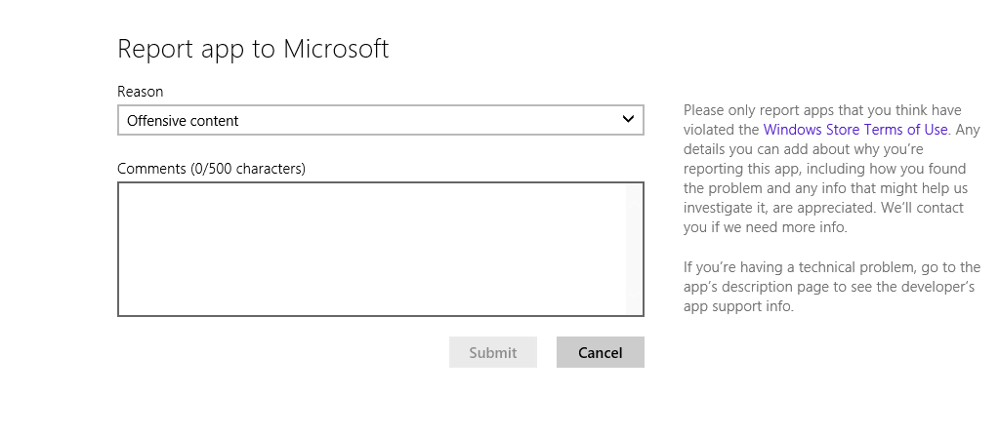 Report app to Microsoft
Reason
Offensive content
Comments (0/500 characters)
Submit
Cancel
Please only report apps that you think have
violated the Windows Store Terms of Use. Any
details you can add about why you're
reporting this app, including how you found
the problem and any info that might help us
investigate it, are appreciated. We'll contact
you if we need more info.
If you're having a technical problem, go to the
app's description page to see the developer's
app support info.